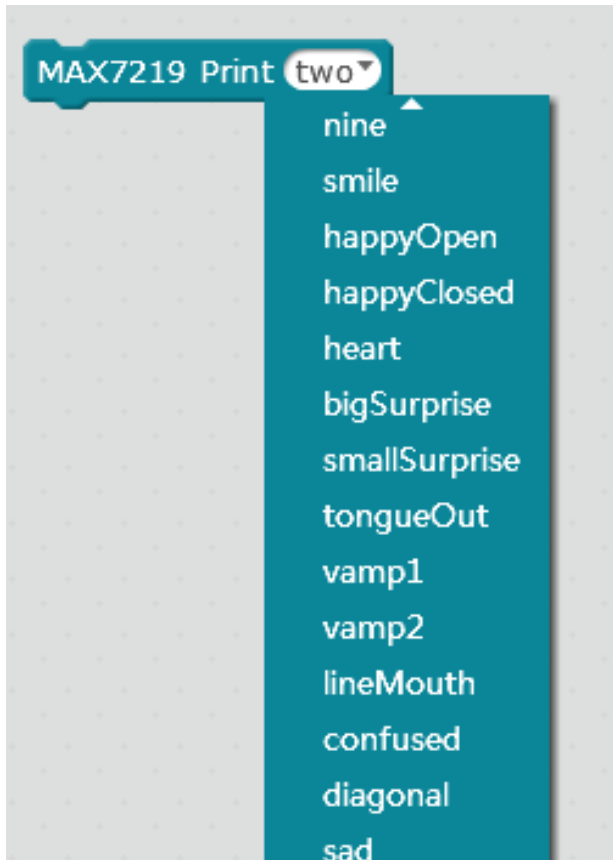 MAX7219 Print two
nine
smile
happyOpen
happyClosed
heart
bigSurprise
smallSurprise
tongueOut
vamp1
vamp2
lineMouth
confused
diagonal
sad